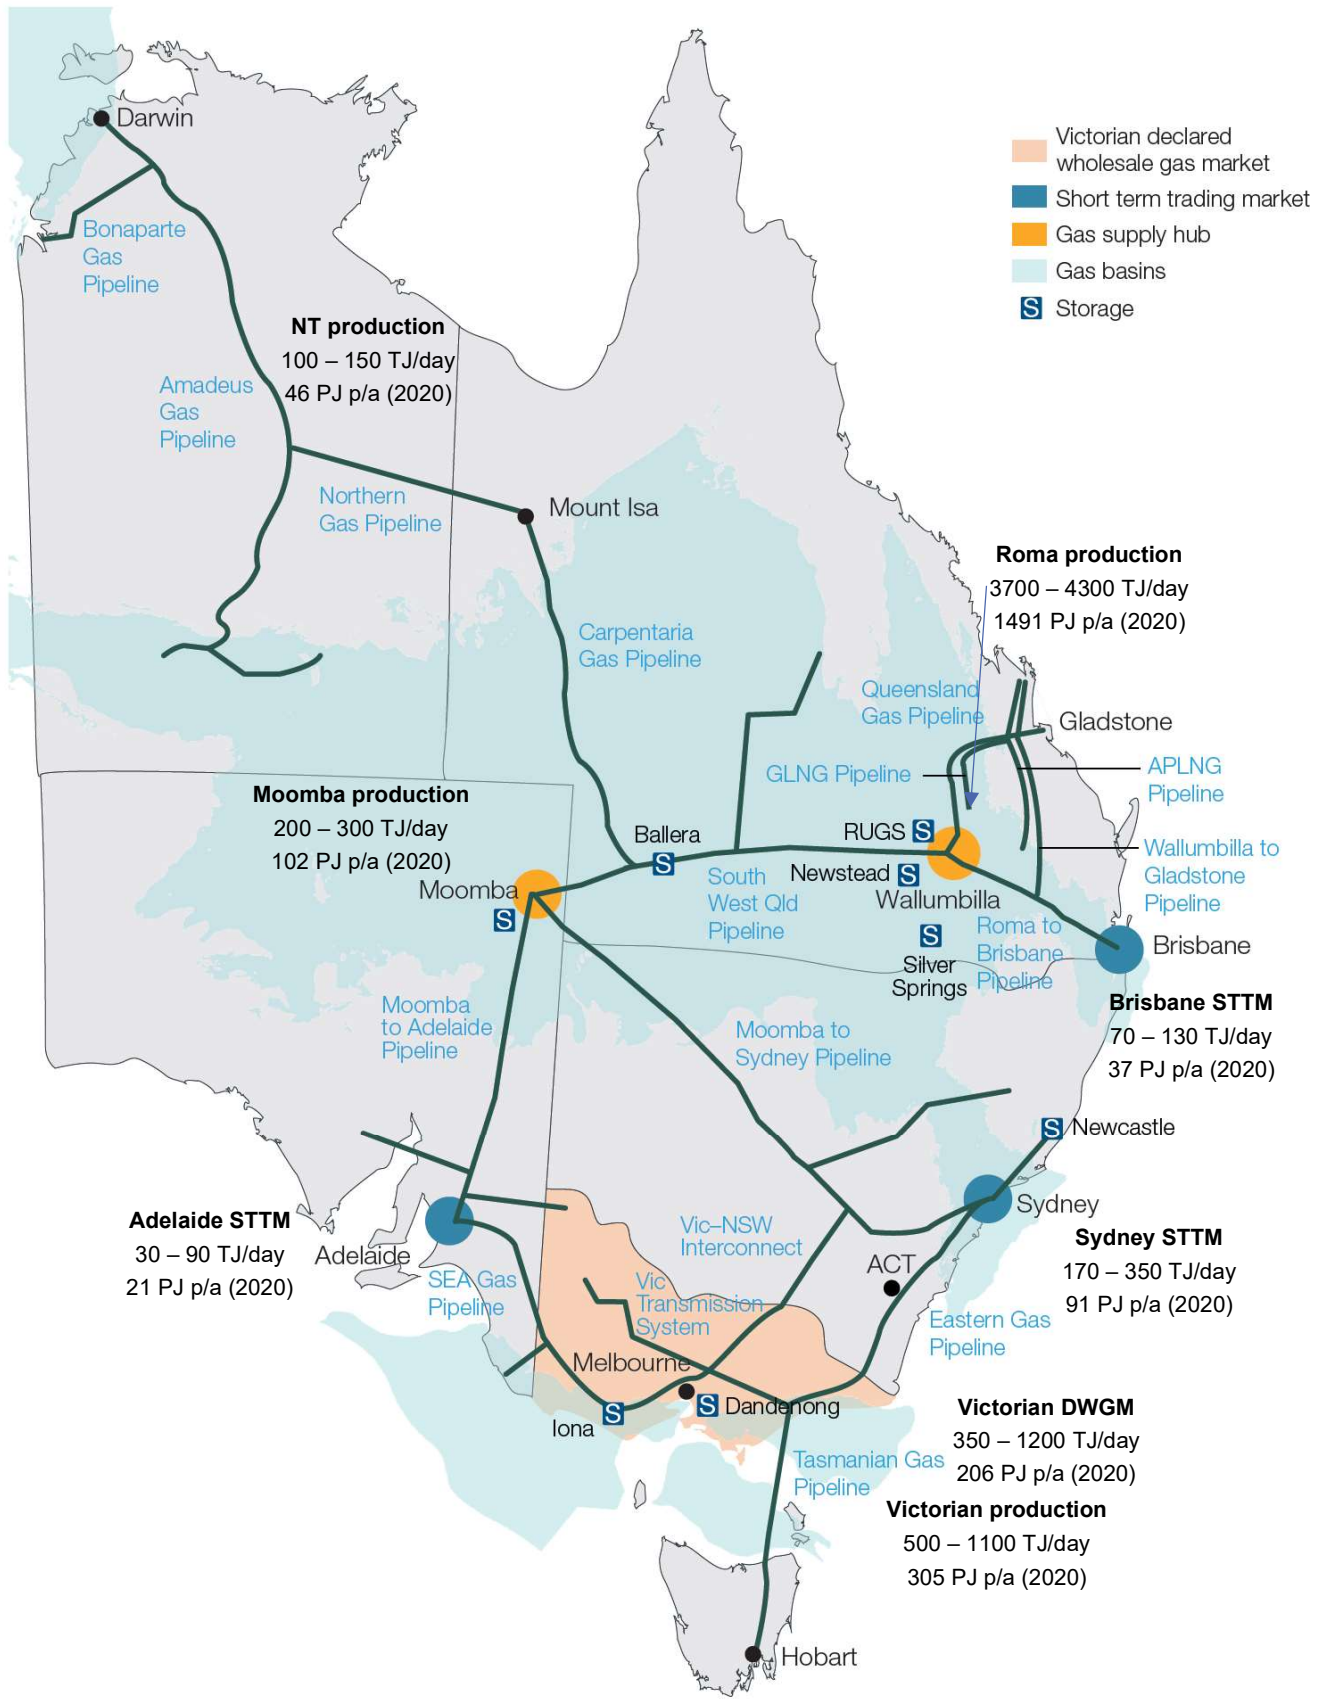 Darwin
Victorian declared
wholesale gas market
Short term trading market
Gas supply hub
Gas basins
S Storage
Bonaparte
Gas
Pipeline
NT production
100 – 150 TJ/day
46 PJ p/a (2020)
Amadeus
Gas
Pipeline
Northern
Gas Pipeline
Mount Isa
Roma production
3700 – 4300 TJ/day
1491 PJ p/a (2020)
Carpentaria
Gas Pipeline
Queensland
Gas Pipeline
Gladstone
GLNG Pipeline
APLNG
Pipeline
Moomba production
200 – 300 TJ/day
102 PJ p/a (2020)
Ballera
S
RUGS S
Wallumbilla to
Gladstone
Pipeline
Moomba
S
South
West Qld
Pipeline
Newstead S
Wallumbilla
S
Silver
Springs
Roma to
Brisbane
Pipeline
Brisbane
Brisbane STTM
70 – 130 TJ/day
37 PJ p/a (2020)
Moomba
to Adelaide
Pipeline
Moomba to
Sydney Pipeline
S Newcastle
Sydney
Sydney STTM
170 – 350 TJ/day
91 PJ p/a (2020)
Adelaide STTM
30 – 90 TJ/day
21 PJ p/a (2020)
Adelaide
SEA Gas
Pipeline
Vic–NSW
Interconnect
ACT
Vic
Transmission
System
Eastern Gas
Pipeline
Melbourne
S Dandenong
Iona S
Victorian DWGM
350 – 1200 TJ/day
206 PJ p/a (2020)
Tasmanian Gas
Pipeline
Victorian production
500 – 1100 TJ/day
305 PJ p/a (2020)
Hobart